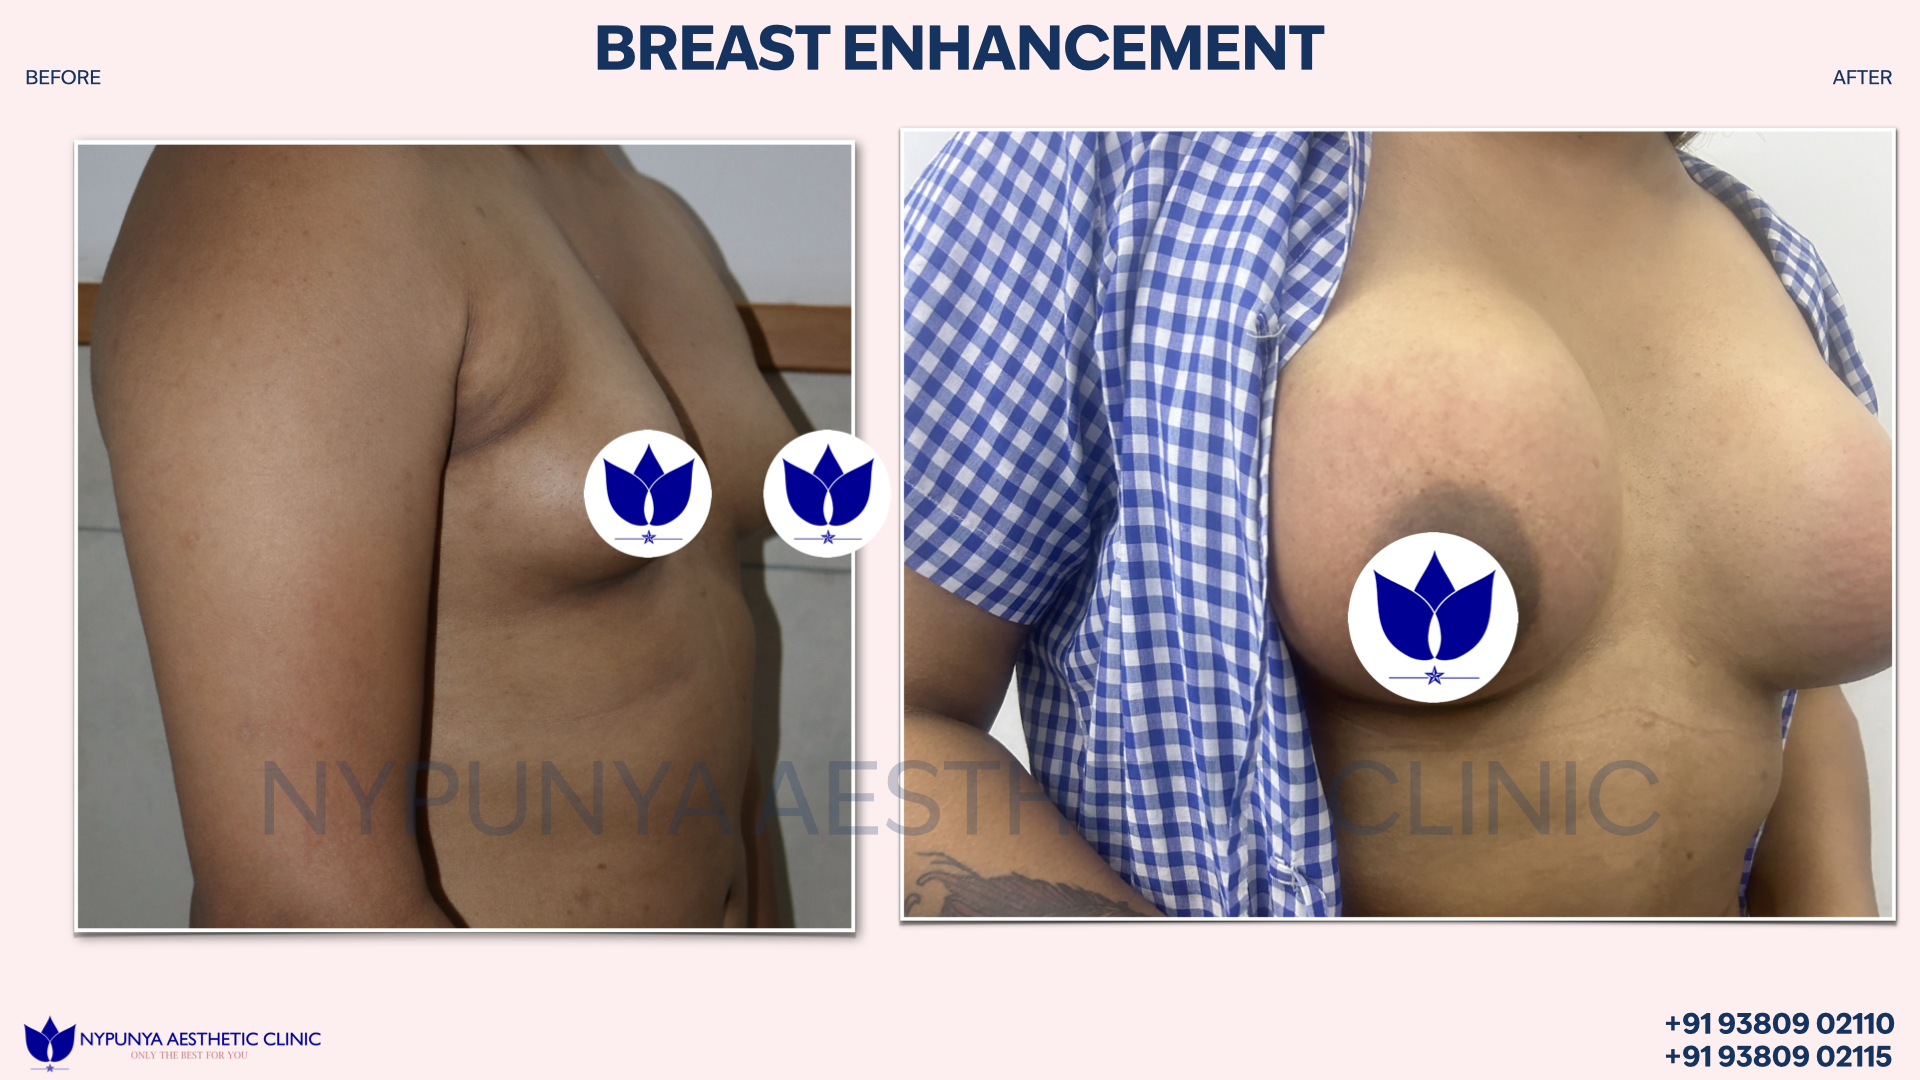 BREAST ENHANCEMENT
BEFORE
AFTER
NYPUNYA AESTHETIC CLINIC
NYPUNYA AESTHETIC CLINIC
ONLY THE BEST FOR YOU
+91 93809 02110
+91 93809 02115